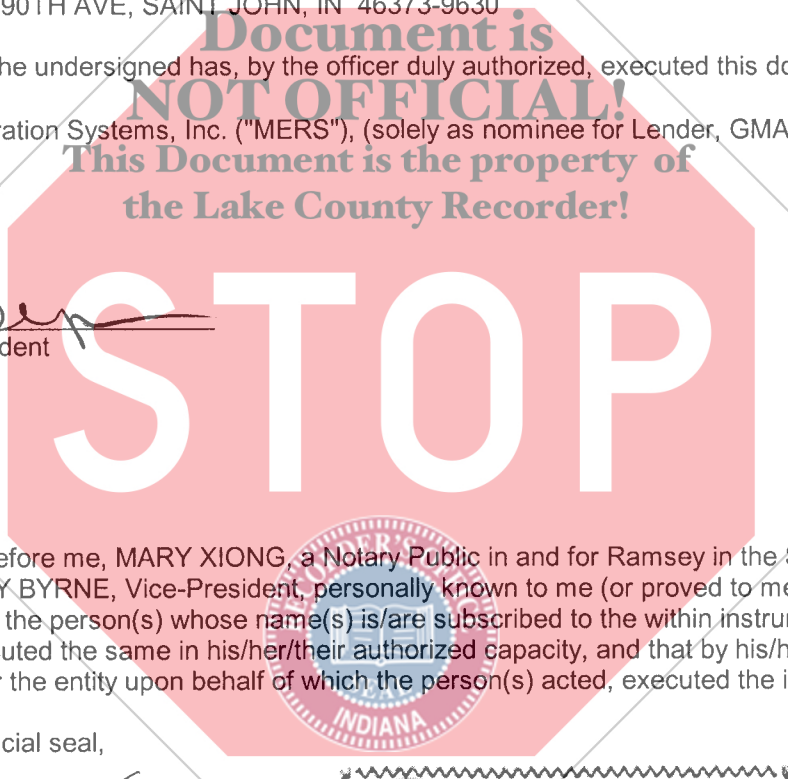 90TH AVE, SAINT JOHN, IN 46373-9630
Document is
he undersigned has, by the officer duly authorized, executed this do
NOT OFFICIAL!
ration Systems, Inc. ("MERS"), (solely as nominee for Lender, GMA
This Document is the property of
the Lake County Recorder!
STOP
dent
efore me, MARY XIONG, a Notary Public in and for Ramsey in the S
Y BYRNE, Vice-President, personally known to me (or proved to me
the person(s) whose name(s) is/are subscribed to the within instru
uted the same in his/her/their authorized capacity, and that by his/h
r the entity upon behalf of which the person(s) acted, executed the i
SEAL
INDIANA
cial seal,